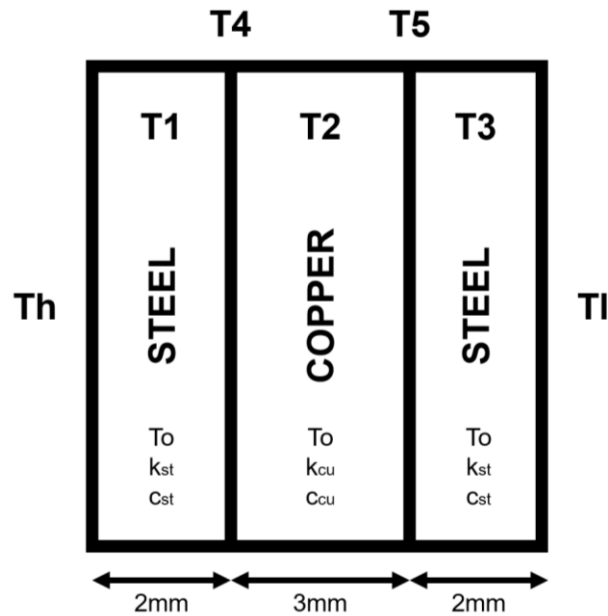 T4 T5
T1 T2 T3
STEEL COPPER STEEL
Th Tl
To To To
kst kcu kst
cst ccu cst
2mm 3mm 2mm